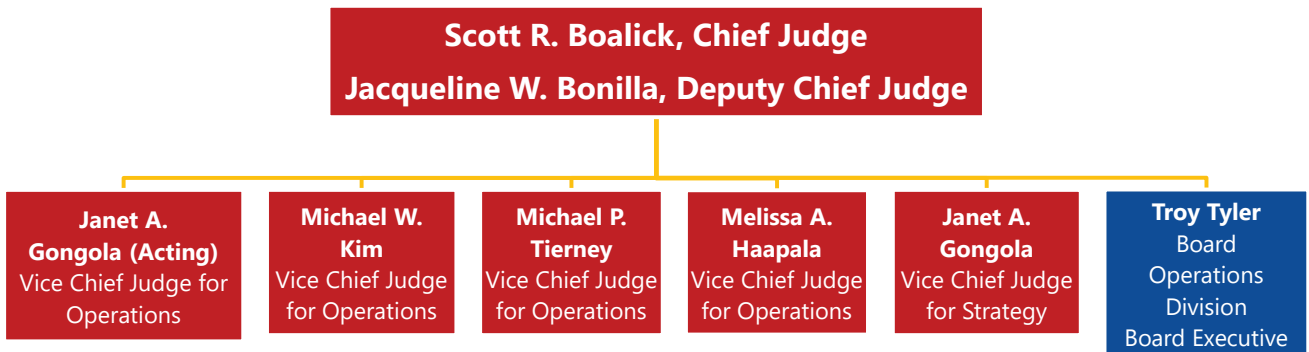 Scott R. Boalick, Chief Judge
Jacqueline W. Bonilla, Deputy Chief Judge
Janet A.
Gongola (Acting)
Vice Chief Judge for
Operations
Michael W.
Kim
Vice Chief Judge
for Operations
Michael P.
Tierney
Vice Chief Judge
for Operations
Melissa A.
Haapala
Vice Chief Judge
for Operations
Janet A.
Gongola
Vice Chief Judge
for Strategy
Troy Tyler
Board
Operations
Division
Board Executive